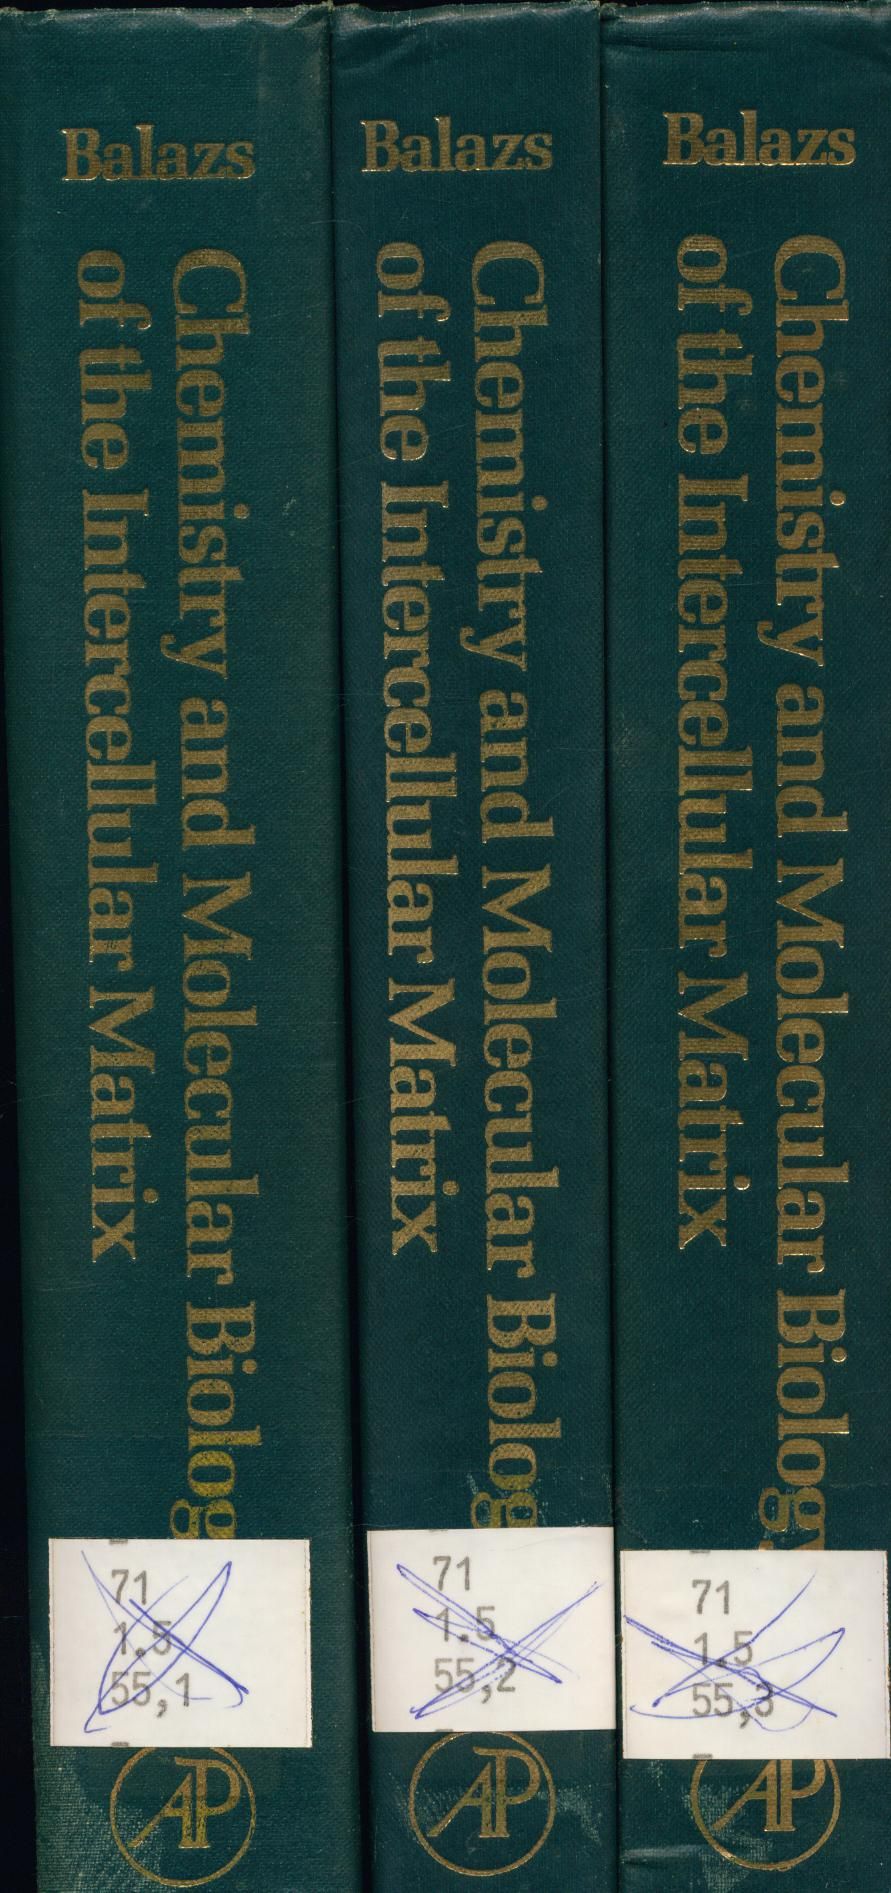 Balazs
Chemistry and Molecular Biolog
of the Intercellular Matrix
71
1.5
55,1
AP
Balazs
Chemistry and Molecular Biolog
of the Intercellular Matrix
71
1.5
55,2
AP
Balazs
Chemistry and Molecular Biology
of the Intercellular Matrix
71
1.5
55,3
AP